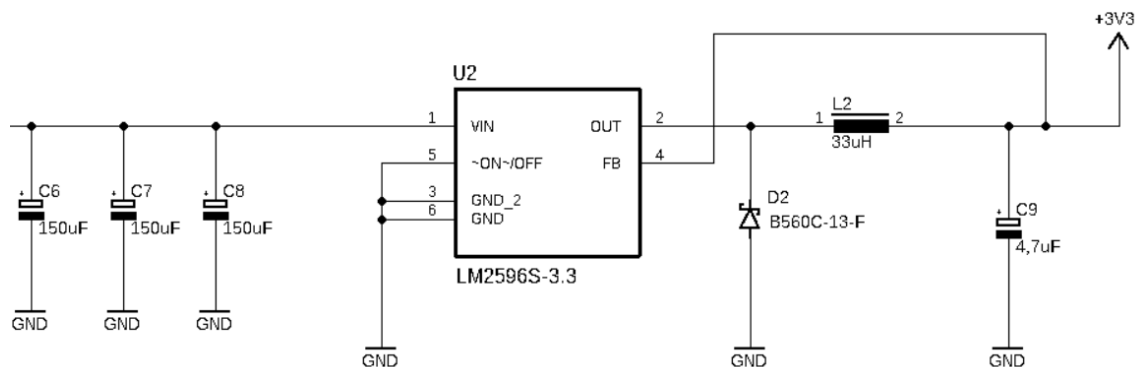 +3V3
U2
L2
1
VIN
OUT
2
1
2
33uH
5
~ON~/OFF
FB
4
C6
C7
C8
3
GND_2
D2
150uF
150uF
150uF
6
GND
B560C-13-F
C9
4,7uF
LM2596S-3.3
GND
GND
GND
GND
GND
GND